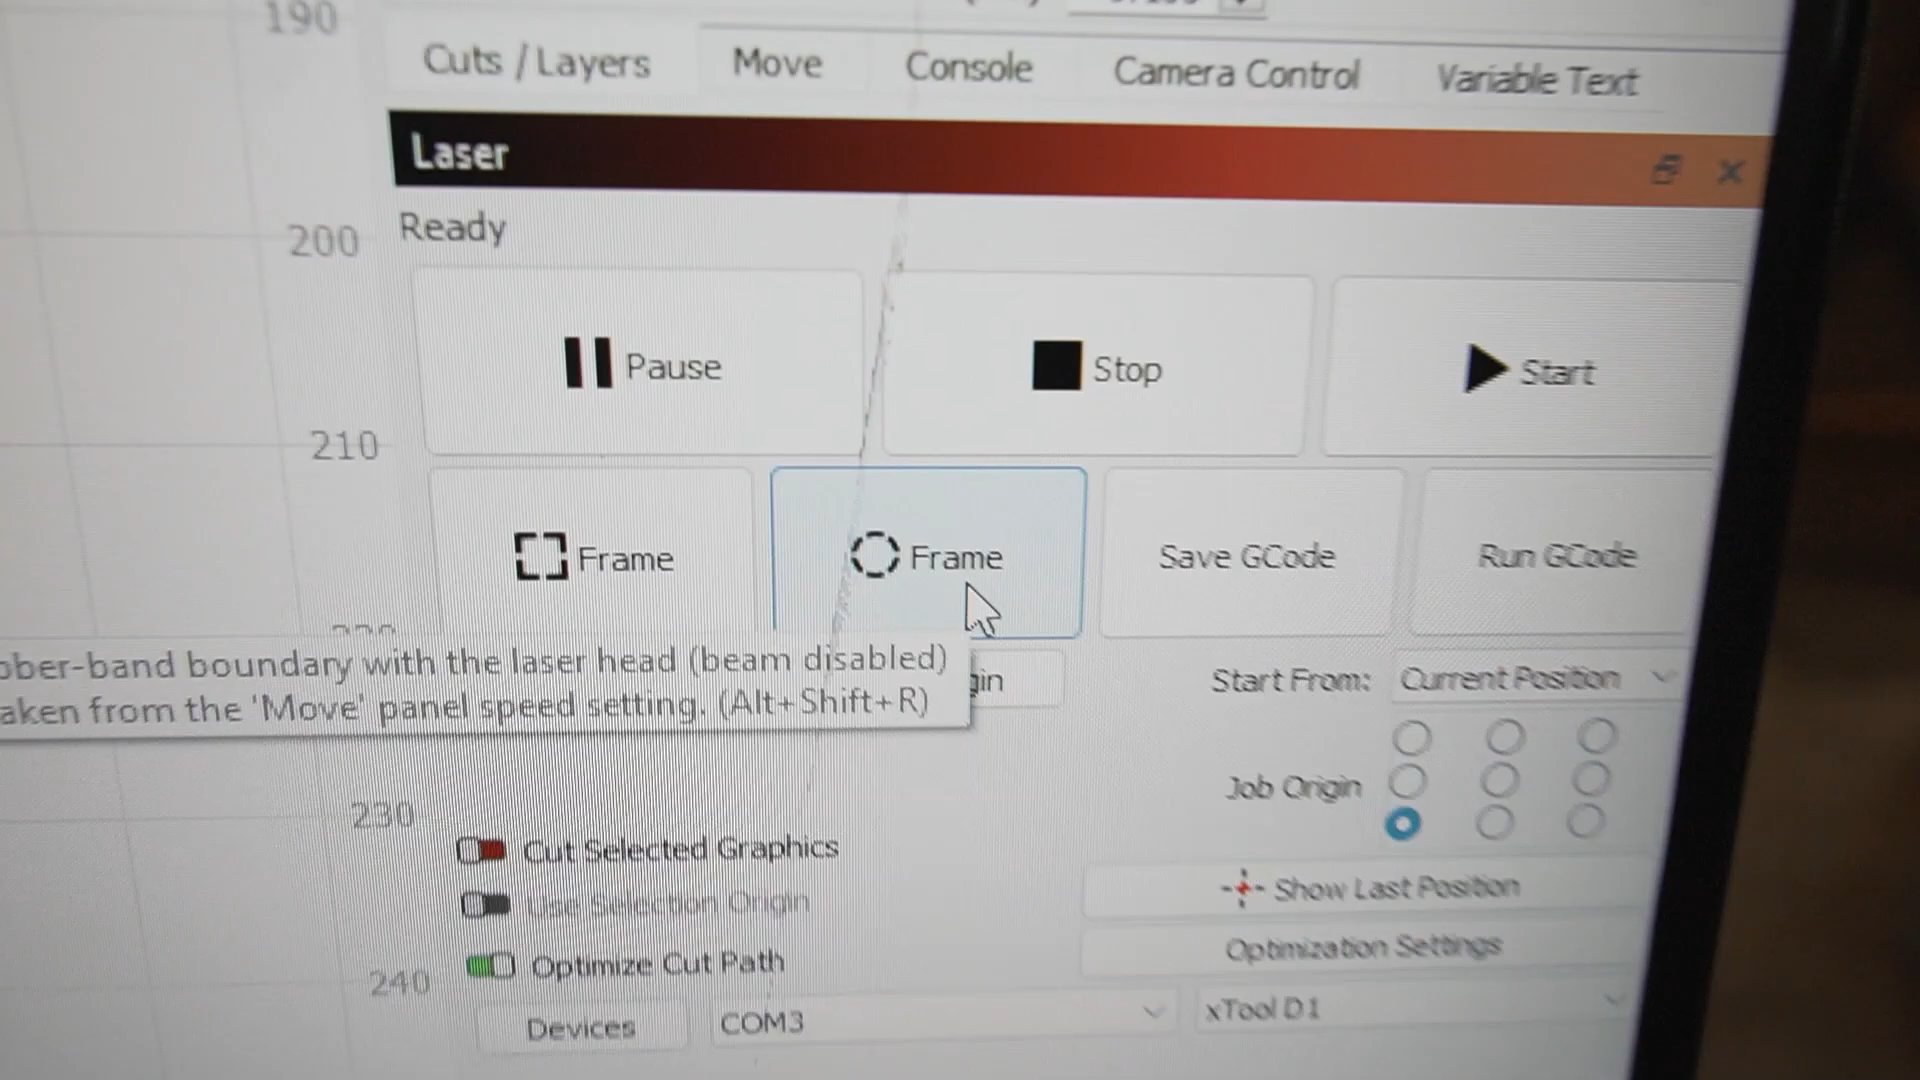 190
Cuts / Layers Move Console Camera Control Variable Text
Laser
Ready
200
Pause Stop Start
210
Frame Frame Save GCode Run GCode
ober-band boundary with the laser head (beam disabled)
aken from the 'Move' panel speed setting. (Alt+Shift+R)
gin
Start From: Current Position
Job Origin
230
Cut Selected Graphics
Use Selection Origin
Show Last Position
Optimization Settings
Optimize Cut Path
240
Devices COM3 xTool D1